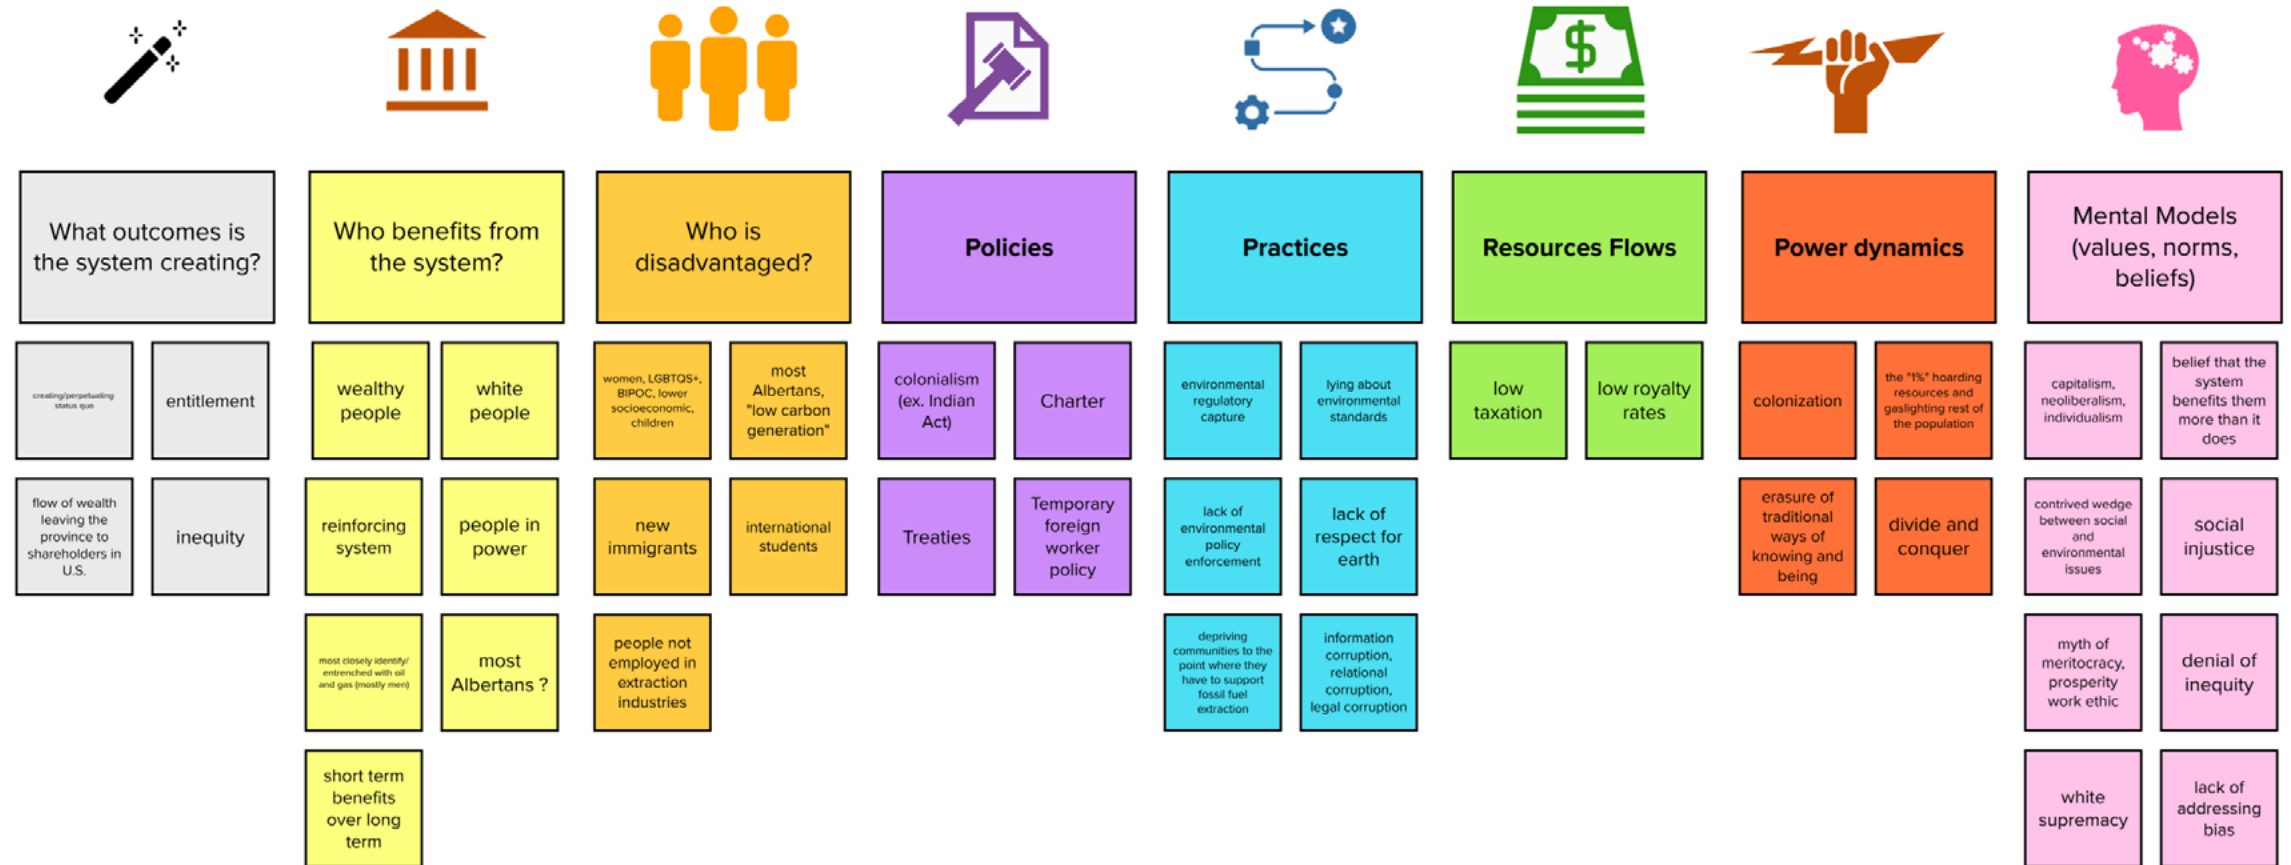 $
What outcomes is
the system creating?
Who benefits from
the system?
Who is
disadvantaged?
Policies
Practices
Resources Flows
Power dynamics
Mental Models
(values, norms,
beliefs)
creating/perpetuating
status quo
entitlement
flow of wealth
leaving the
province to
shareholders in
U.S.
inequity
wealthy
people
white
people
reinforcing
system
people in
power
most closely identify/
entrenched with oil
and gas (mostly men)
most
Albertans ?
short term
benefits
over long
term
women, LGBTQS+,
BIPOC, lower
socioeconomic,
children
most
Albertans,
"low carbon
generation"
new
immigrants
international
students
people not
employed in
extraction
industries
colonialism
(ex. Indian
Act)
Charter
Treaties
Temporary
foreign
worker
policy
environmental
regulatory
capture
lying about
environmental
standards
lack of
environmental
policy
enforcement
lack of
respect for
earth
depriving
communities to the
point where they
have to support
fossil fuel
extraction
information
corruption,
relational
corruption,
legal corruption
low
taxation
low royalty
rates
colonization
the "1%" hoarding
resources and
gaslighting rest of
the population
erasure of
traditional
ways of
knowing and
being
divide and
conquer
capitalism,
neoliberalism,
individualism
belief that the
system
benefits them
more than it
does
contrived wedge
between social
and
environmental
issues
social
injustice
myth of
meritocracy,
prosperity
work ethic
denial of
inequity
white
supremacy
lack of
addressing
bias